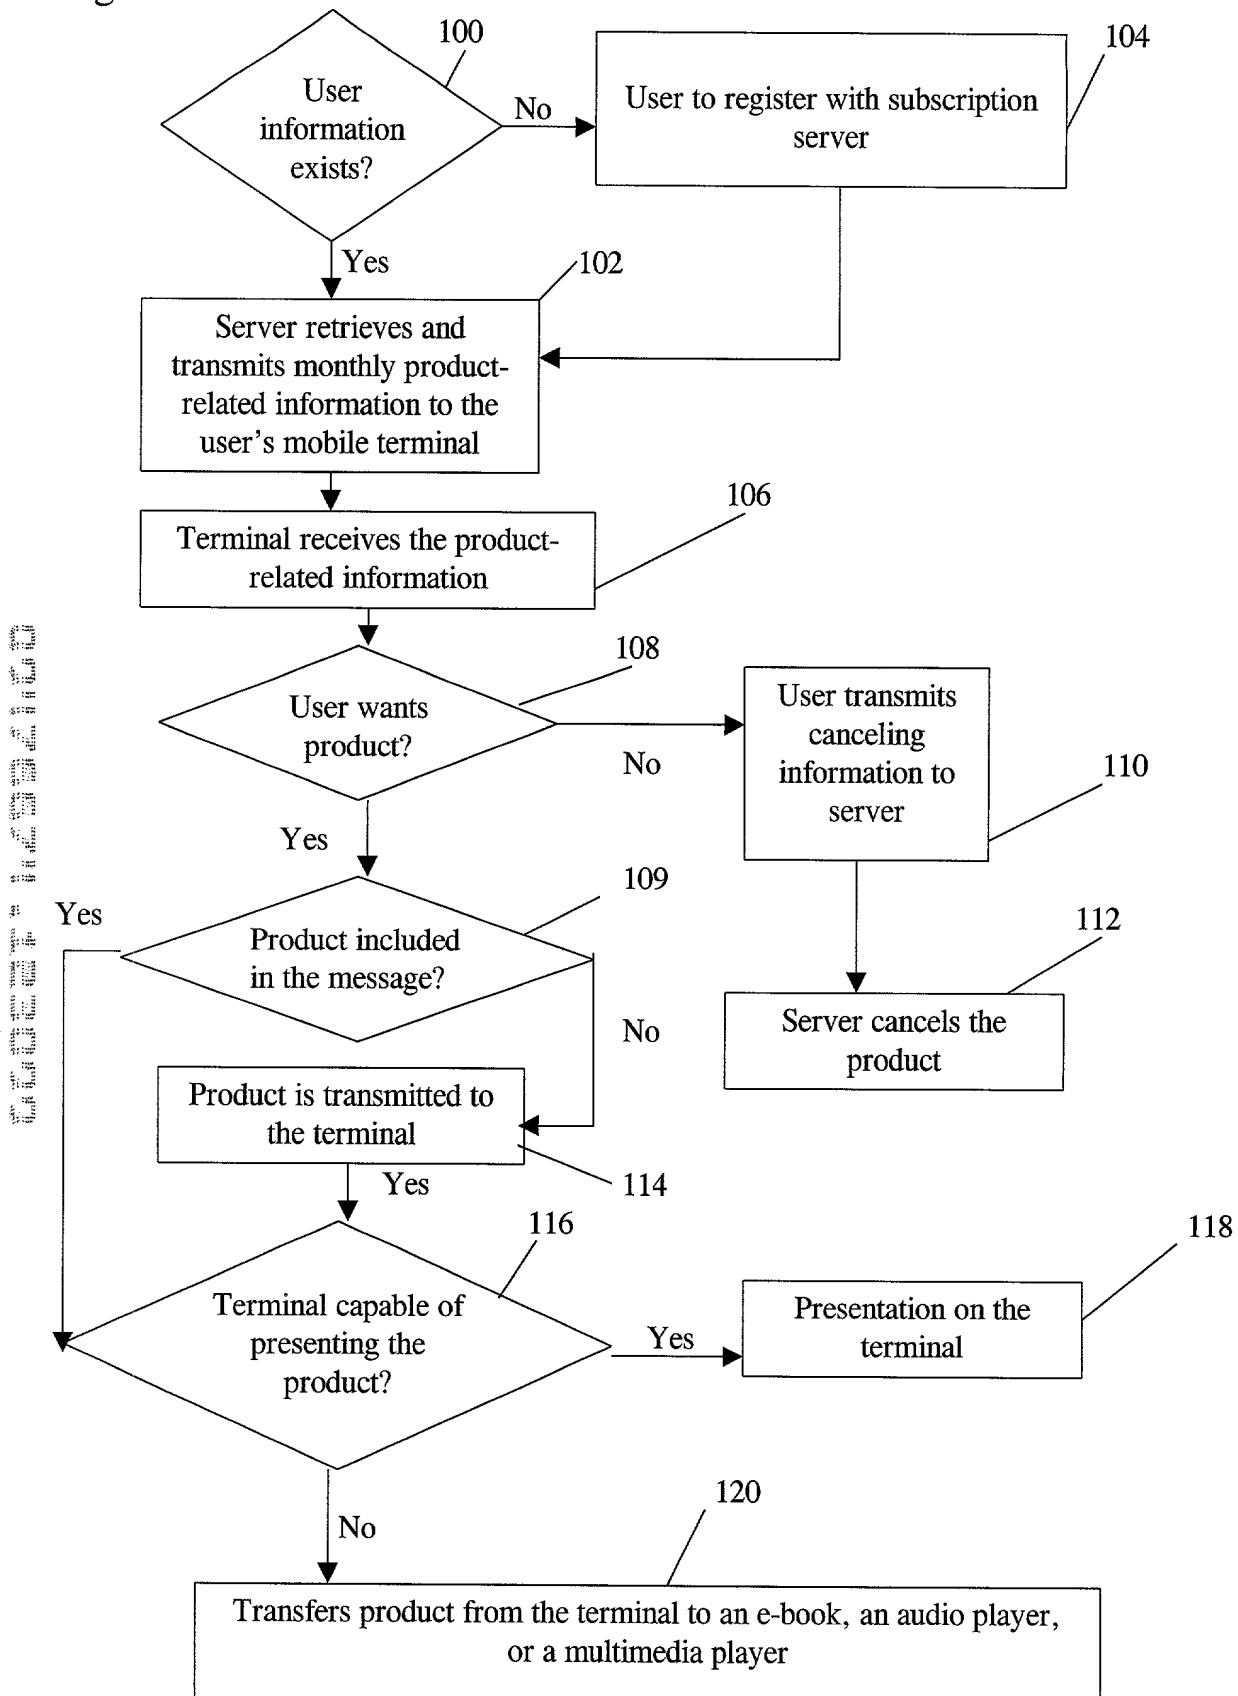 100
104
User
information
exists?
No
User to register with subscription
server
Yes
102
Server retrieves and
transmits monthly product-
related information to the
user's mobile terminal
106
Terminal receives the product-
related information
108
User wants
product?
No
User transmits
canceling
information to
server
110
Yes
109
Yes
Product included
in the message?
112
No
Server cancels the
product
Product is transmitted to
the terminal
Yes
114
116
118
Terminal capable of
presenting the
product?
Yes
Presentation on the
terminal
120
No
Transfers product from the terminal to an e-book, an audio player,
or a multimedia player